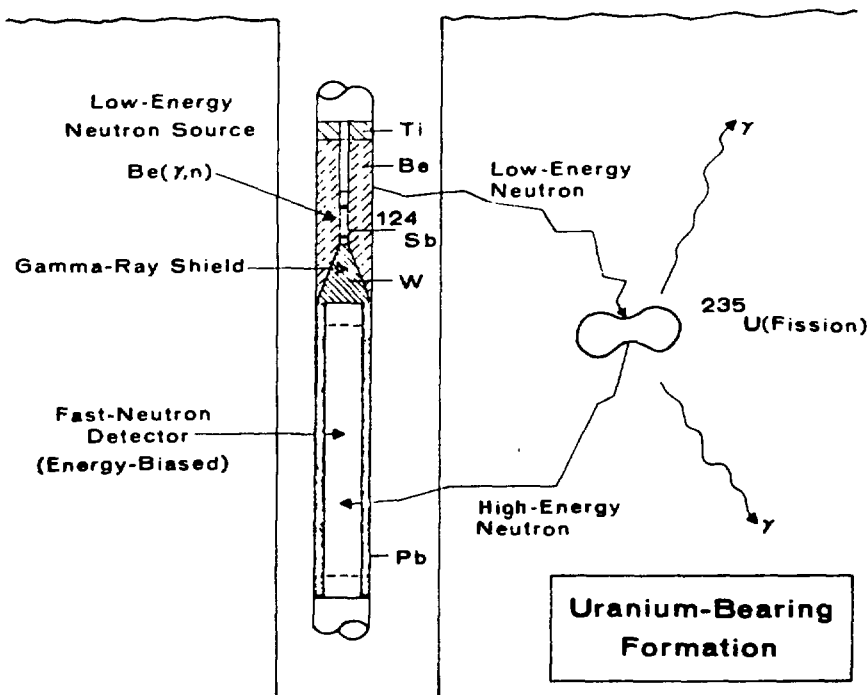 Low-Energy
Neutron Source
Be(γ,n)
Gamma-Ray Shield
Fast-Neutron
Detector
(Energy-Biased)
Ti
Be
124
Sb
W
Pb
Low-Energy
Neutron
γ
235
U(Fission)
High-Energy
Neutron
γ
Uranium-Bearing
Formation